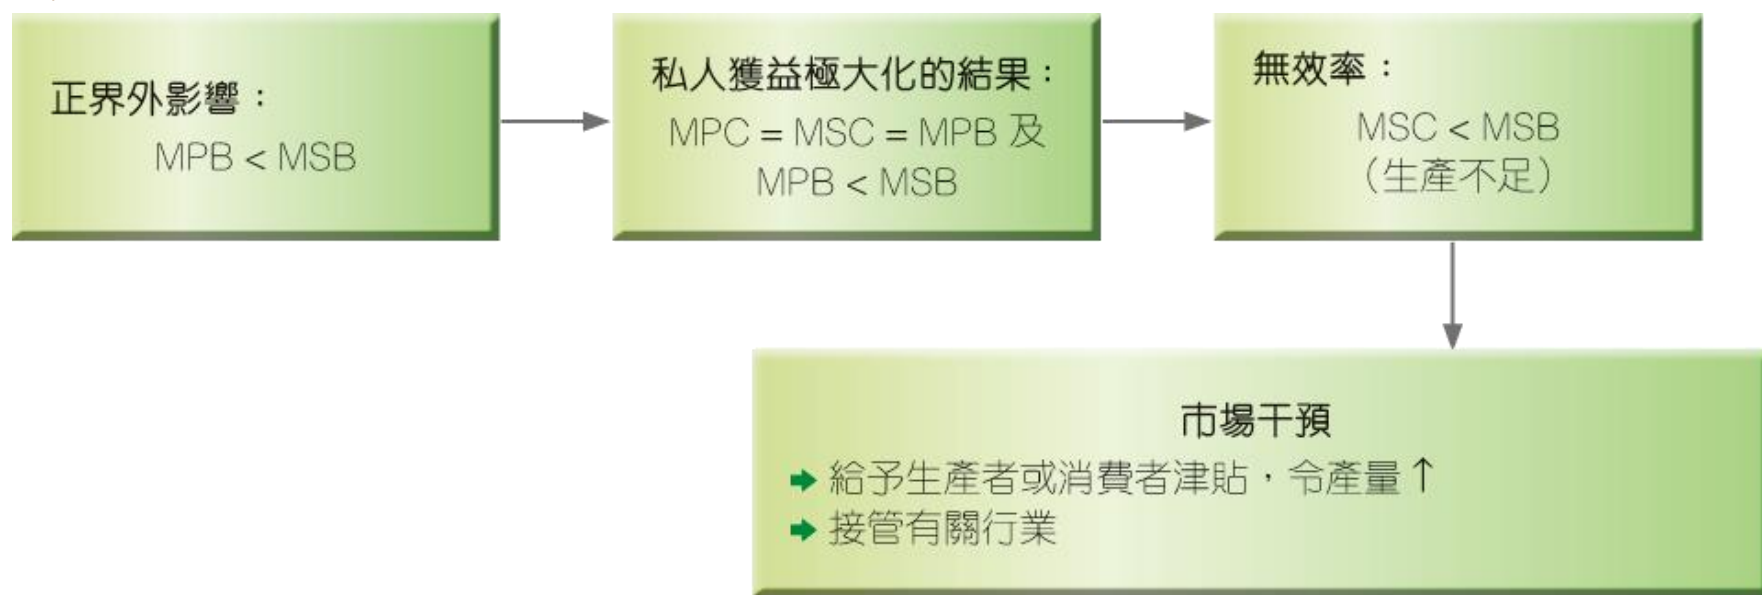 正界外影響：
MPB < MSB
私人獲益極大化的結果：
MPC = MSC = MPB 及
MPB < MSB
無效率：
MSC < MSB
（生產不足）
市場干預
➡ 給予生產者或消費者津貼，令產量↑
➡ 接管有關行業